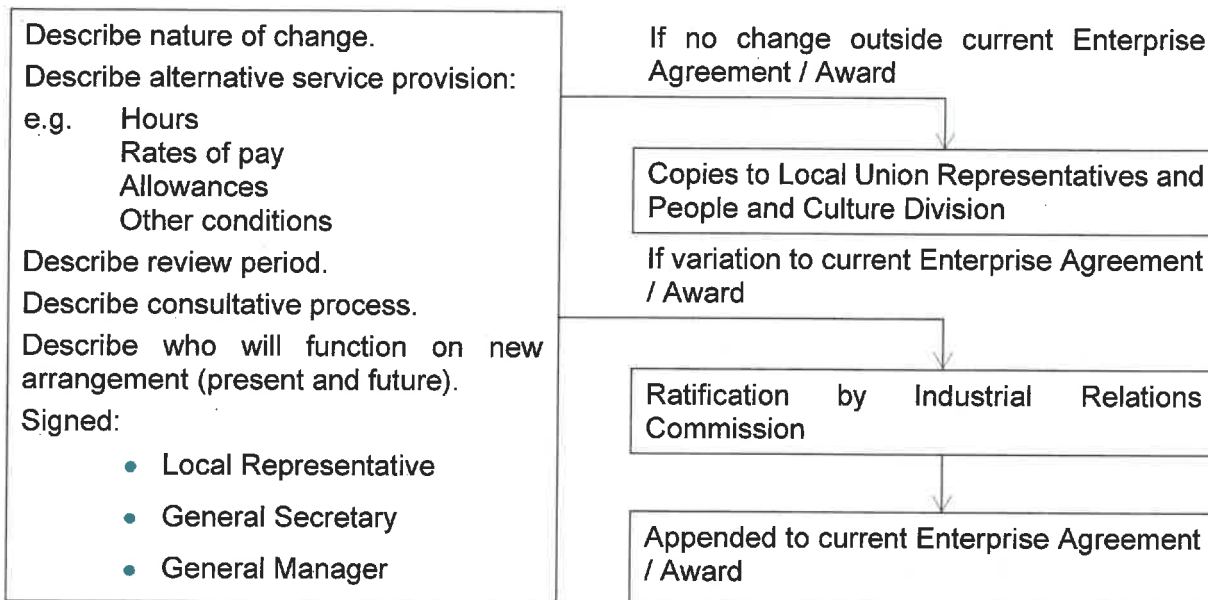 Describe nature of change.
Describe alternative service provision:
e.g. Hours
Rates of pay
Allowances
Other conditions
Describe review period.
Describe consultative process.
Describe who will function on new
arrangement (present and future).
Signed:
• Local Representative
• General Secretary
• General Manager
If no change outside current Enterprise
Agreement / Award
Copies to Local Union Representatives and
People and Culture Division
If variation to current Enterprise Agreement
/ Award
Ratification by Industrial Relations
Commission
Appended to current Enterprise Agreement
/ Award